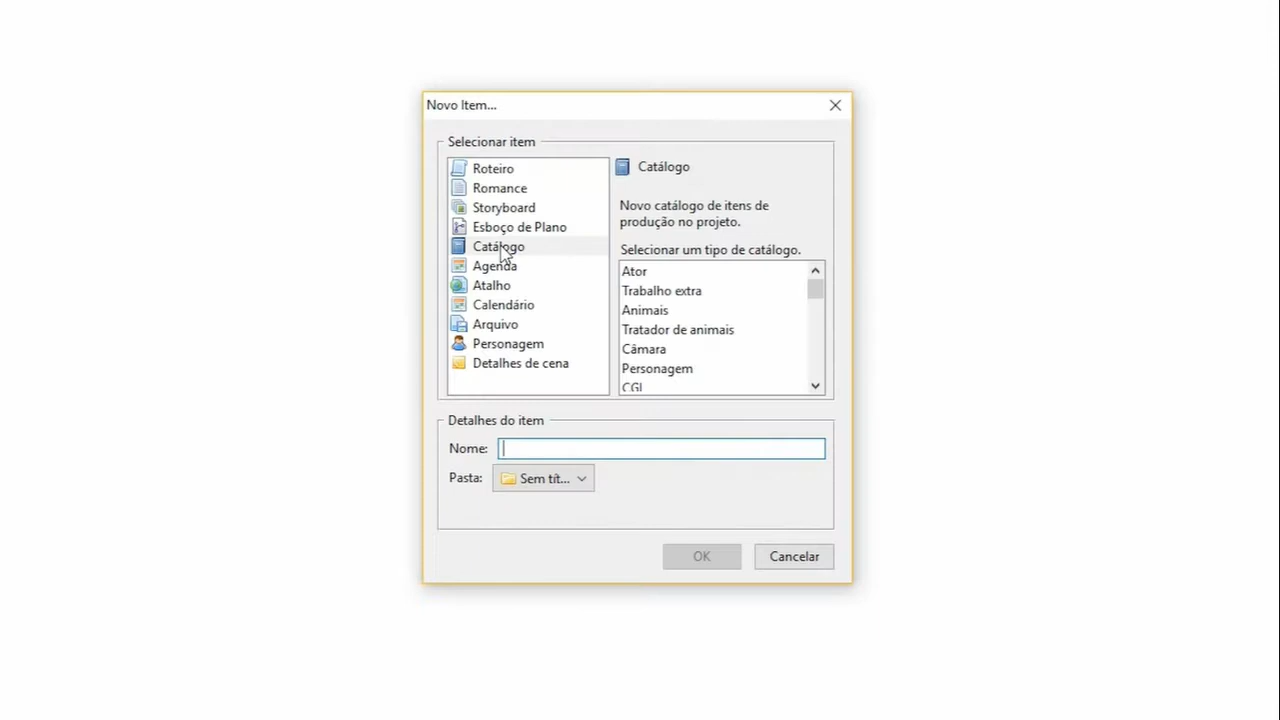 Novo Item...
Selecionar item
Roteiro
Romance
Storyboard
Esboço de Plano
Catálogo
Agenda
Atalho
Calendário
Arquivo
Personagem
Detalhes de cena
Catálogo
Novo catálogo de itens de
produção no projeto.
Selecionar um tipo de catálogo.
Ator
Trabalho extra
Animais
Tratador de animais
Câmara
Personagem
CGI
Detalhes do item
Nome:
Pasta:
Sem tít...
OK
Cancelar